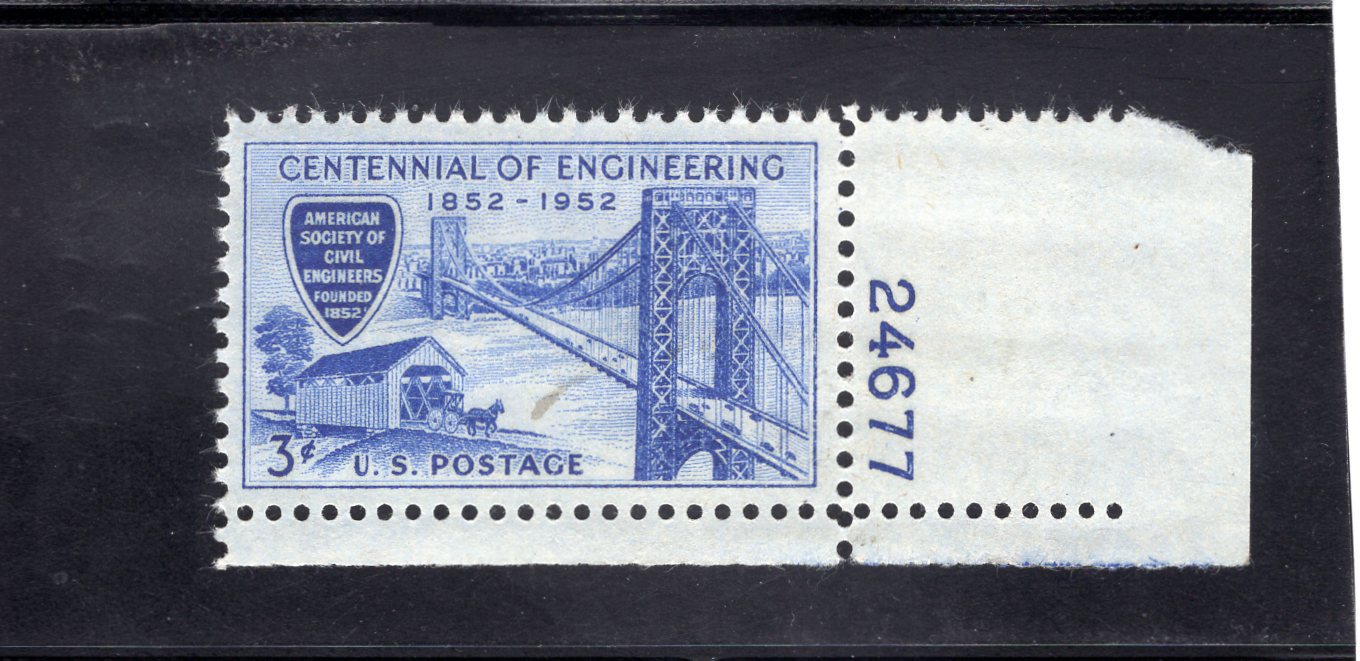 CENTENNIAL OF ENGINEERING
1852 - 1952
AMERICAN
SOCIETY OF
CIVIL
ENGINEERS
FOUNDED
1852
3¢ U. S. POSTAGE
24677